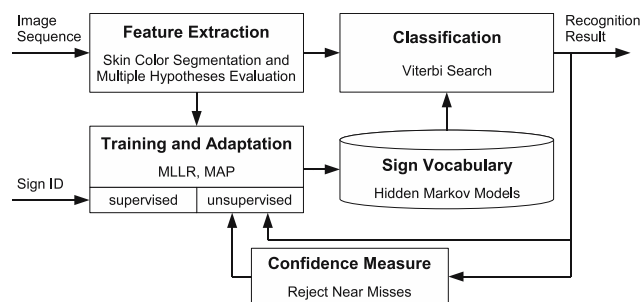 Image
Sequence
Feature Extraction
Skin Color Segmentation and
Multiple Hypotheses Evaluation
Classification
Viterbi Search
Recognition
Result
Training and Adaptation
MLLR, MAP
supervised
unsupervised
Sign ID
Sign Vocabulary
Hidden Markov Models
Confidence Measure
Reject Near Misses